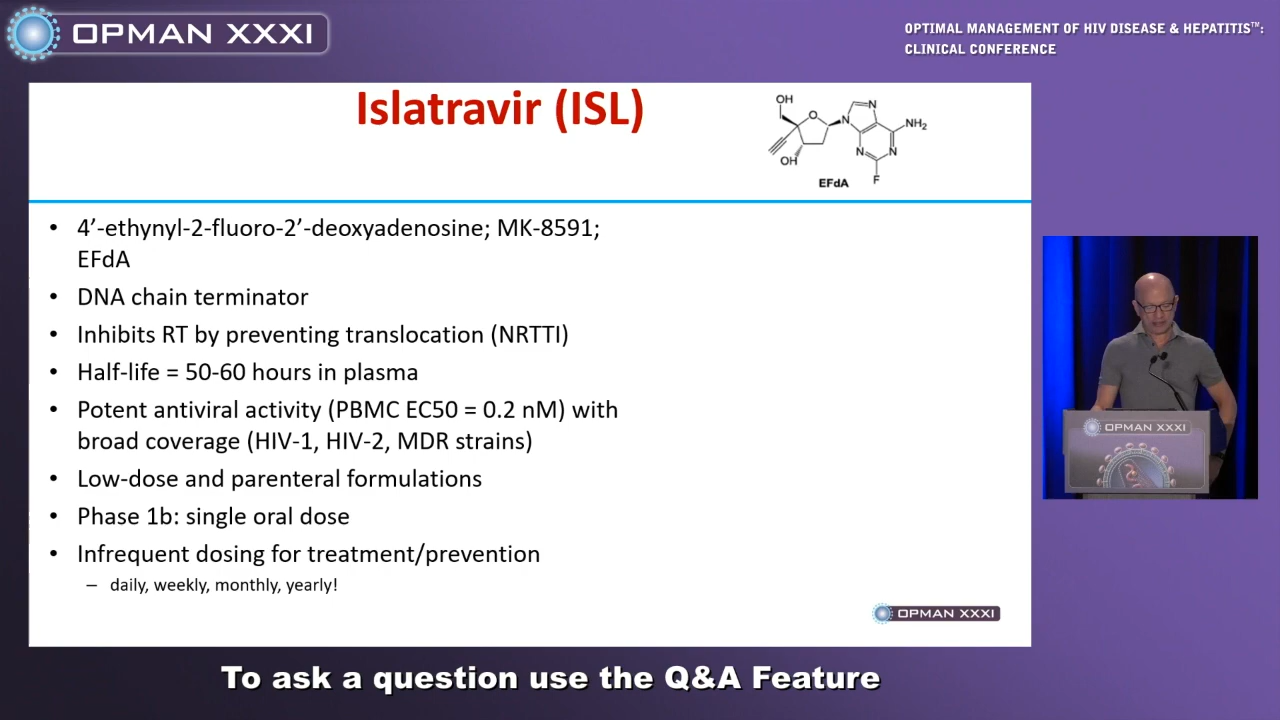 OPMAN XXXI
OPTIMAL MANAGEMENT OF HIV DISEASE & HEPATITIS™:
CLINICAL CONFERENCE
Islatravir (ISL)
OH
O
N
N
NH₂
N
N
OH
F
EFdA
• 4’-ethynyl-2-fluoro-2’-deoxyadenosine; MK-8591;
EFdA
• DNA chain terminator
• Inhibits RT by preventing translocation (NRTTI)
• Half-life = 50-60 hours in plasma
• Potent antiviral activity (PBMC EC50 = 0.2 nM) with
broad coverage (HIV-1, HIV-2, MDR strains)
• Low-dose and parenteral formulations
• Phase 1b: single oral dose
• Infrequent dosing for treatment/prevention
– daily, weekly, monthly, yearly!
OPMAN XXXI
OPMAN XXXI
To ask a question use the Q&A Feature